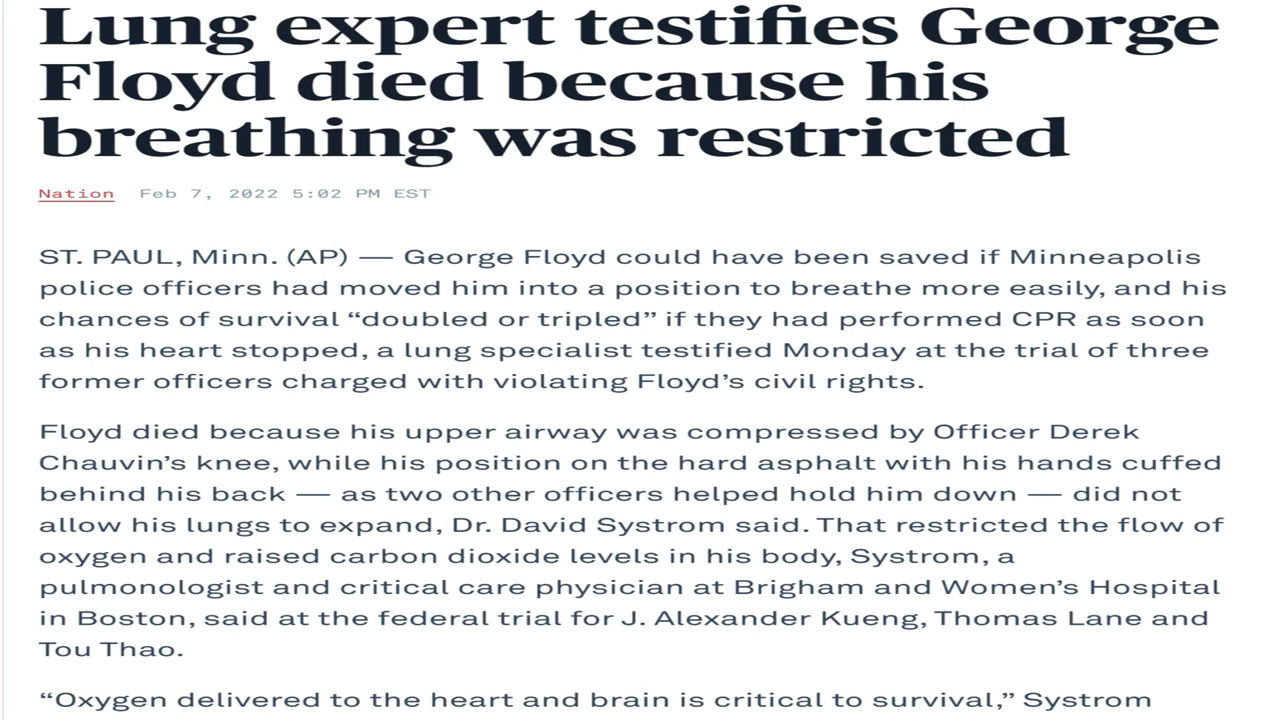 Lung expert testifies George
Floyd died because his
breathing was restricted
Nation Feb 7, 2022 5:02 PM EST
ST. PAUL, Minn. (AP) — George Floyd could have been saved if Minneapolis
police officers had moved him into a position to breathe more easily, and his
chances of survival “doubled or tripled” if they had performed CPR as soon
as his heart stopped, a lung specialist testified Monday at the trial of three
former officers charged with violating Floyd’s civil rights.
Floyd died because his upper airway was compressed by Officer Derek
Chauvin’s knee, while his position on the hard asphalt with his hands cuffed
behind his back — as two other officers helped hold him down — did not
allow his lungs to expand, Dr. David Systrom said. That restricted the flow of
oxygen and raised carbon dioxide levels in his body, Systrom, a
pulmonologist and critical care physician at Brigham and Women’s Hospital
in Boston, said at the federal trial for J. Alexander Kueng, Thomas Lane and
Tou Thao.
“Oxygen delivered to the heart and brain is critical to survival,” Systrom